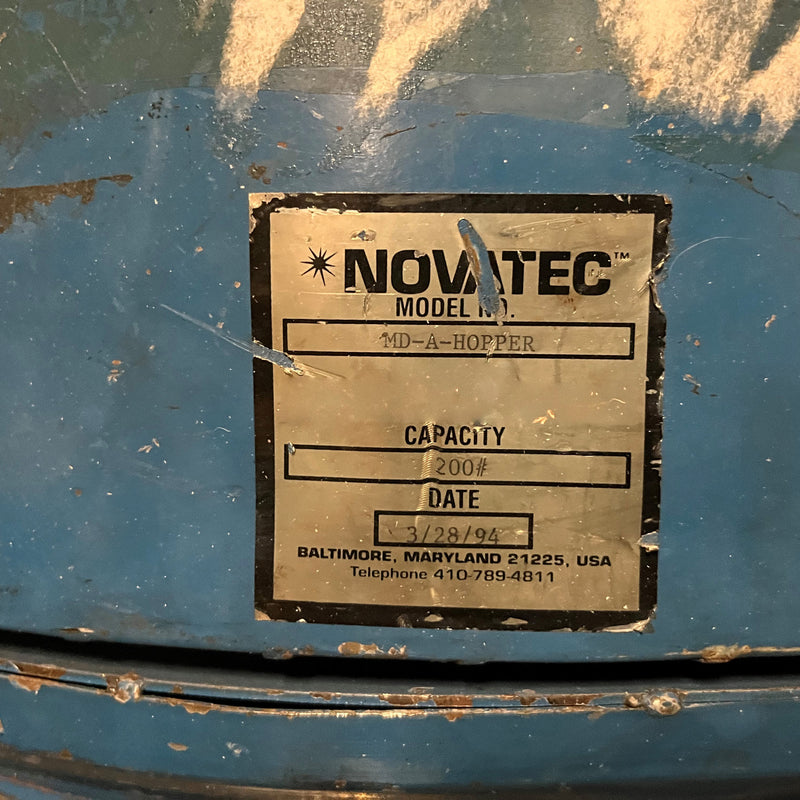 NOVATEC™
MODEL NO.
MD-A-HOPPER
CAPACITY
200#
DATE
3/28/94
BALTIMORE, MARYLAND 21225, USA
Telephone 410-789-4811